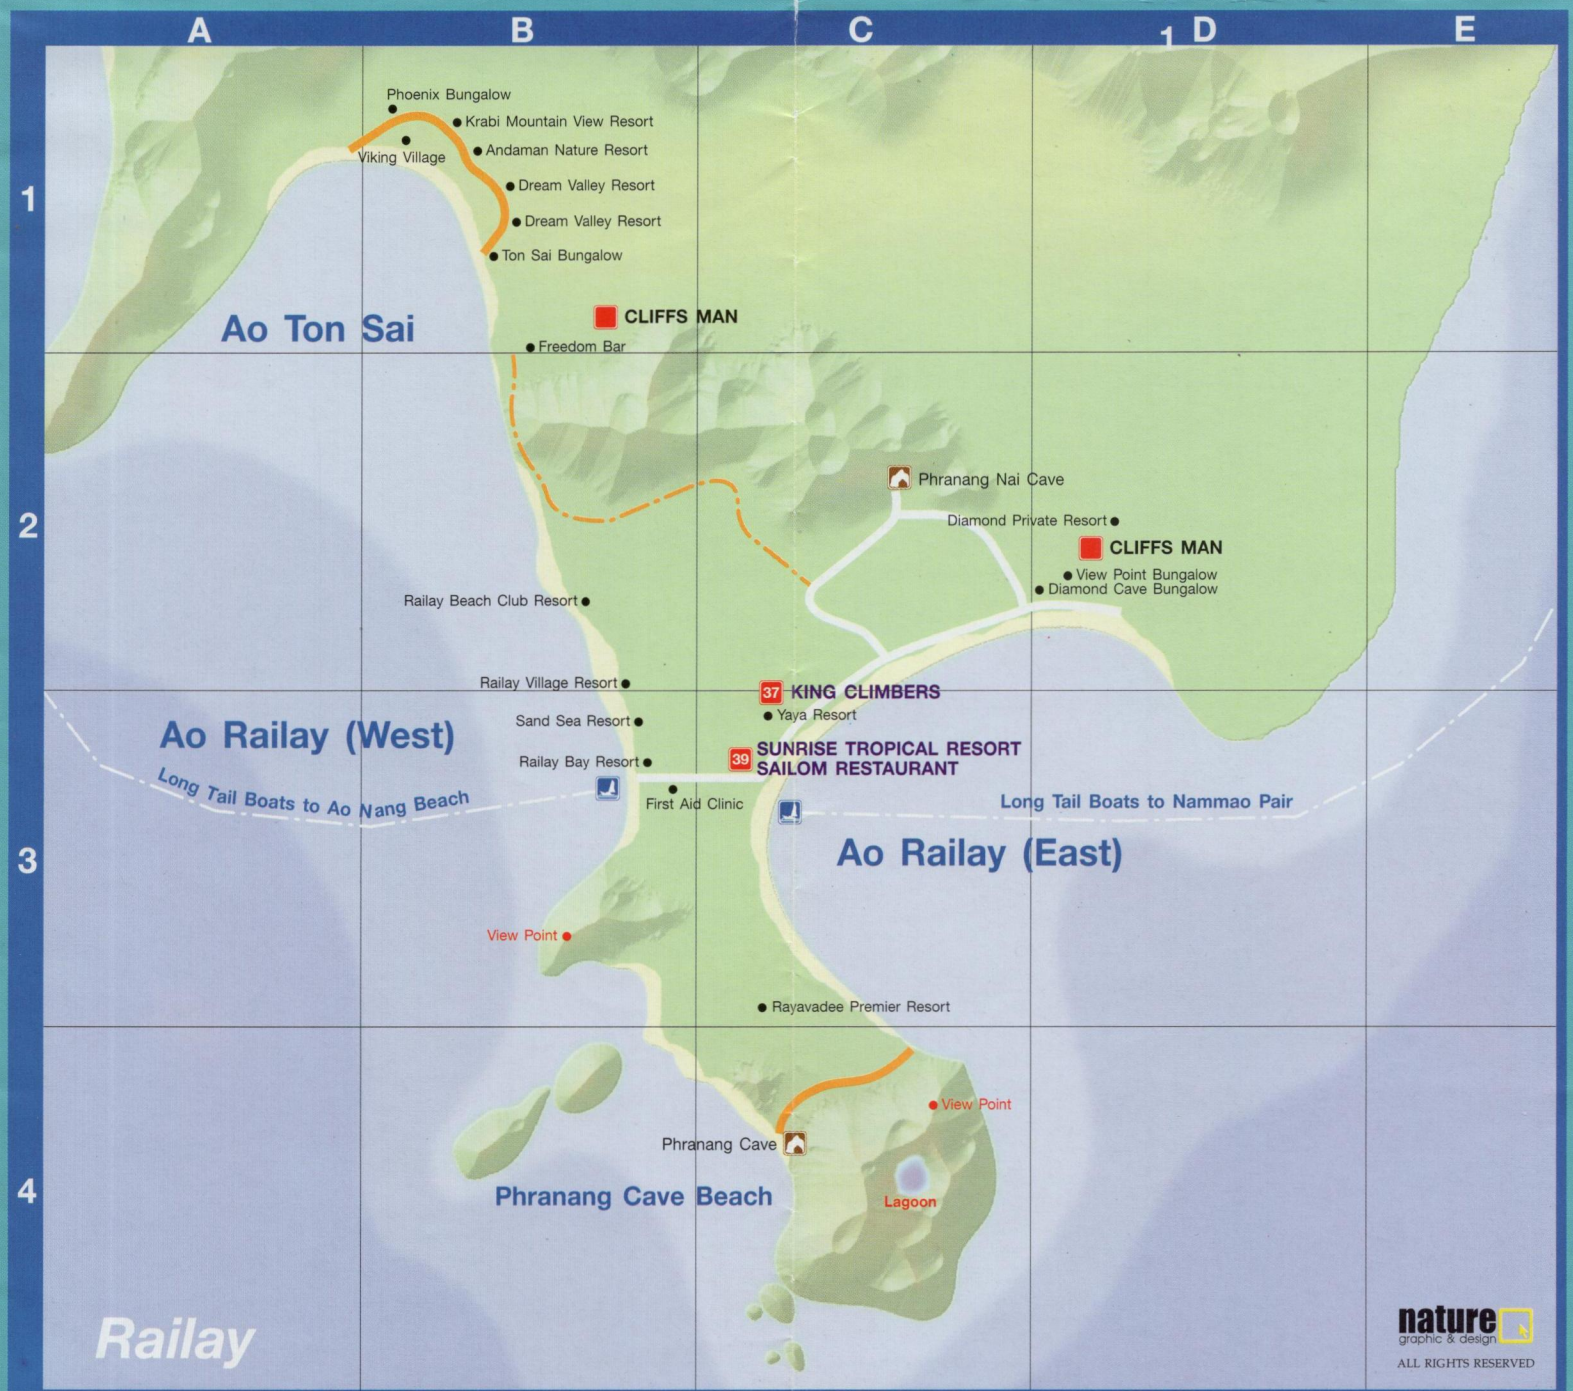 A
B
C
1 D
E
Phoenix Bungalow
Krabi Mountain View Resort
Andaman Nature Resort
Viking Village
Dream Valley Resort
1
Dream Valley Resort
Ton Sai Bungalow
CLIFFS MAN
Ao Ton Sai
Freedom Bar
Phranang Nai Cave
Diamond Private Resort
2
CLIFFS MAN
View Point Bungalow
Diamond Cave Bungalow
Railay Beach Club Resort
Railay Village Resort
37 KING CLIMBERS
Yaya Resort
Sand Sea Resort
Ao Railay (West)
39 SUNRISE TROPICAL RESORT
SAILOM RESTAURANT
Railay Bay Resort
Long Tail Boats to Ao Nang Beach
First Aid Clinic
Long Tail Boats to Nammao Pair
Ao Railay (East)
3
View Point
Rayavadee Premier Resort
View Point
Phranang Cave
4
Phranang Cave Beach
Lagoon
Railay
nature
graphic & design
ALL RIGHTS RESERVED